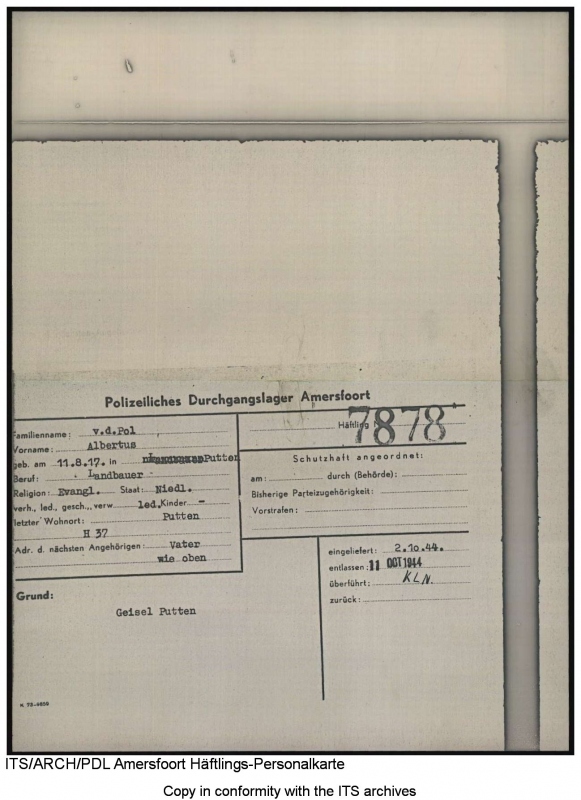 Polizeiliches Durchgangslager Amersfoort
Familienname: v.d.Pol
Vorname: Albertus
geb. am 11.8.17. in Putten
Beruf: Landbauer
Religion: Evangl. Staat: Niedl.
verh., led., gesch., verw led. Kinder -
letzter Wohnort: Putten
H 37
Adr. d. nächsten Angehörigen: Vater
wie oben
Häftling 7878
Schutzhaft angeordnet:
am: durch (Behörde):
Bisherige Parteizugehörigkeit:
Vorstrafen:
eingeliefert: 2.10.44.
entlassen: 11 OCT 1944
überführt: KLN.
zurück:
Grund:
Geisel Putten
K 73-4659
ITS/ARCH/PDL Amersfoort Häftlings-Personalkarte
Copy in conformity with the ITS archives